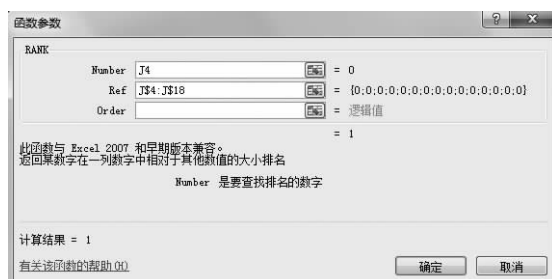 函数参数
RANK
Number J4 = 0
Ref J$4:J$18 = {0;0;0;0;0;0;0;0;0;0;0;0;0;0;0}
Order = 逻辑值
= 1
此函数与 Excel 2007 和早期版本兼容。
返回某数字在一列数字中相对于其他数值的大小排名
Number 是要查找排名的数字
计算结果 = 1
有关该函数的帮助(H)
确定 取消